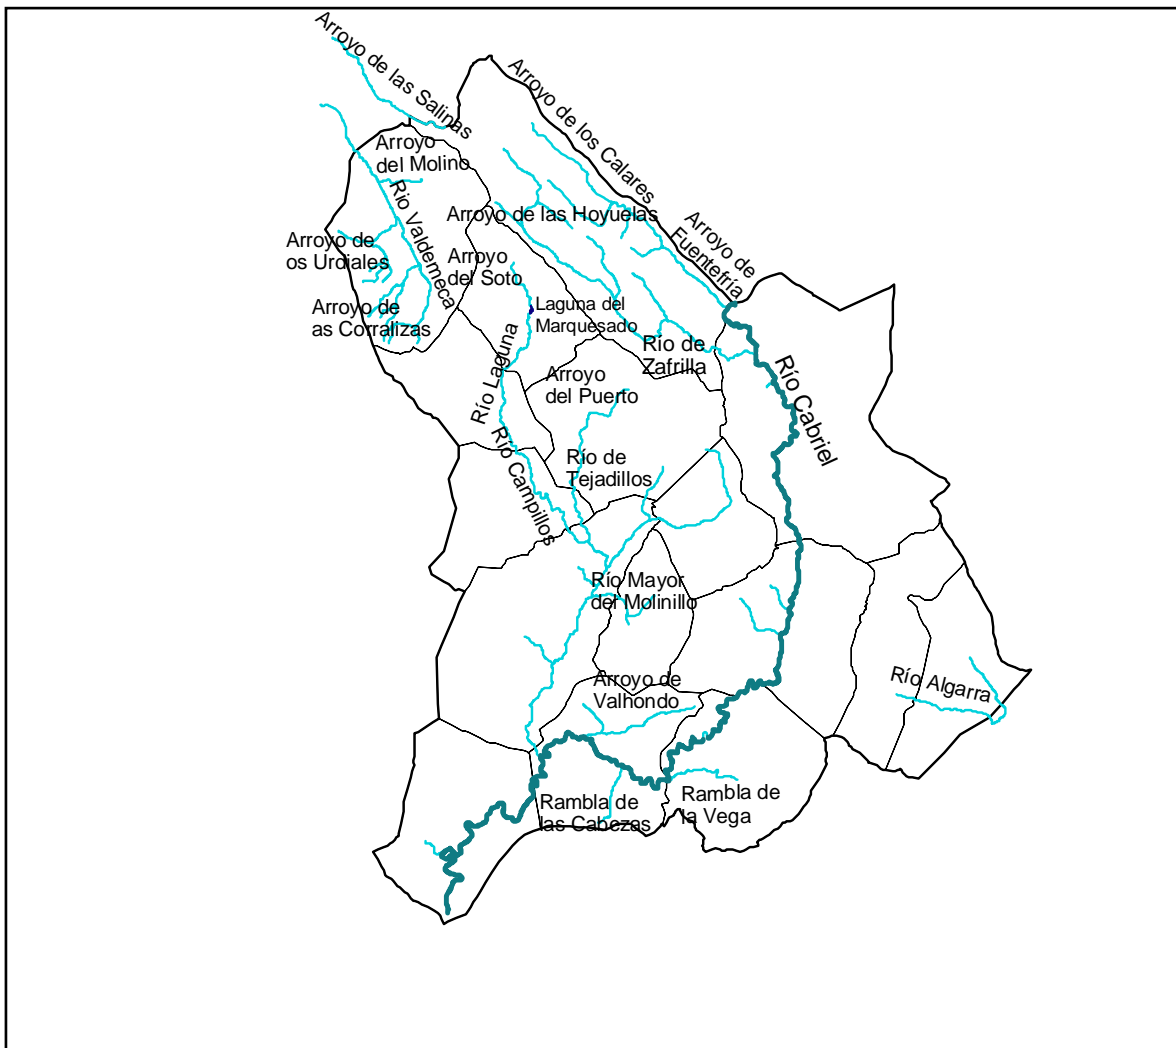 Arroyo de las Salinas
Arroyo de los Calares
Arroyo
del Molino
Rio Valdemeca
Arroyo de las Hoyuelas
Arroyo de
Fuentefría
Arroyo de
os Urdiales
Arroyo
del Soto
Arroyo de
as Corralizas
Laguna del
Marquesado
Río Laguna
Río de
Zafrilla
Río Cabriel
Arroyo
del Puerto
Río Campillos
Río de
Tejadillos
Río Mayor
del Molinillo
Arroyo de
Valhondo
Río Algarra
Rambla de
las Cabezas
Rambla de
la Vega